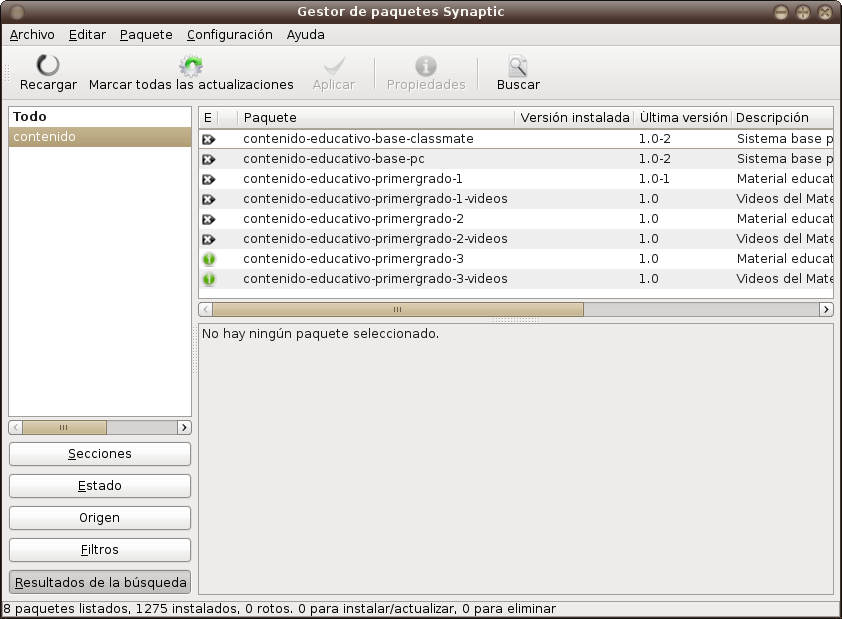 Gestor de paquetes Synaptic
Archivo Editar Paquete Configuración Ayuda
Recargar Marcar todas las actualizaciones Aplicar Propiedades Buscar
Todo
contenido
E Paquete Versión instalada Última versión Descripción
contenido-educativo-base-classmate 1.0-2 Sistema base p
contenido-educativo-base-pc 1.0-2 Sistema base p
contenido-educativo-primergrado-1 1.0-1 Material educat
contenido-educativo-primergrado-1-videos 1.0 Videos del Mate
contenido-educativo-primergrado-2 1.0 Material educat
contenido-educativo-primergrado-2-videos 1.0 Videos del Mate
contenido-educativo-primergrado-3 1.0 Material educat
contenido-educativo-primergrado-3-videos 1.0 Videos del Mate
No hay ningún paquete seleccionado.
Secciones
Estado
Origen
Filtros
Resultados de la búsqueda
8 paquetes listados, 1275 instalados, 0 rotos. 0 para instalar/actualizar, 0 para eliminar